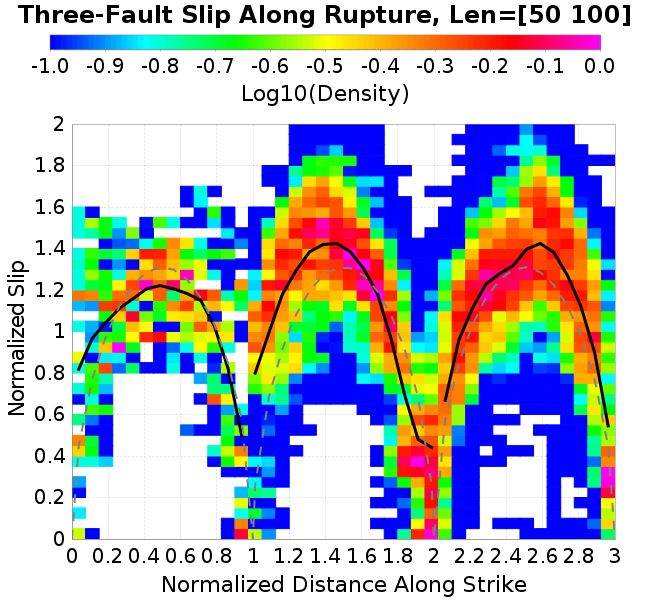 Three-Fault Slip Along Rupture, Len=[50 100]
-1.0 -0.9 -0.8 -0.7 -0.6 -0.5 -0.4 -0.3 -0.2 -0.1 0.0
Log10(Density)
2
1.8
1.6
1.4
1.2
1
0.8
0.6
0.4
0.2
0
Normalized Slip
0 0.2 0.4 0.6 0.8 1 1.2 1.4 1.6 1.8 2 2.2 2.4 2.6 2.8 3
Normalized Distance Along Strike